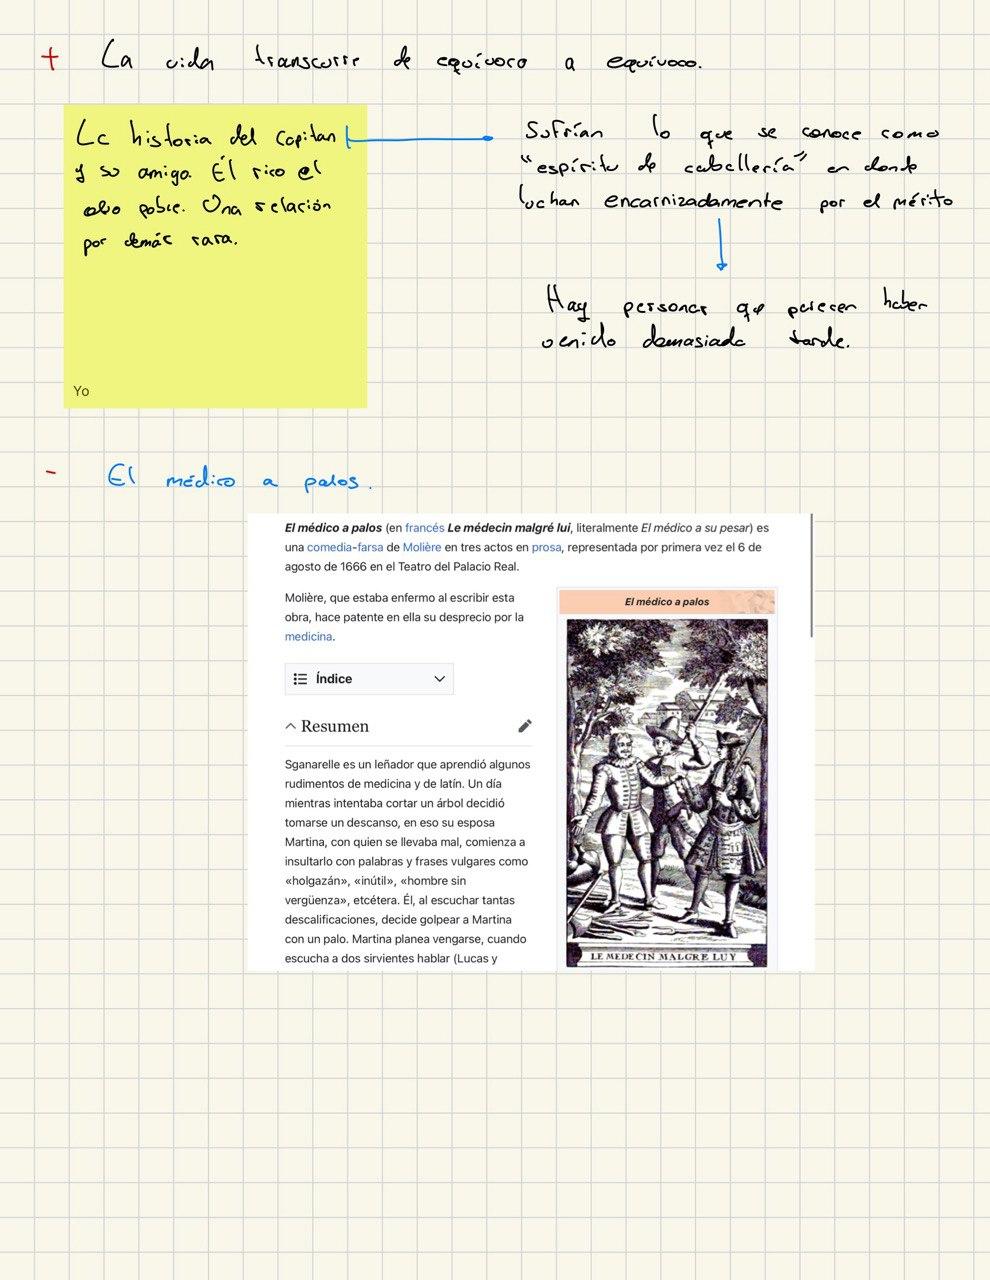 + La vida transcurre de equívoco a equívoco.
La historia del capitan
y su amigo. Él rico el
otro pobre. Una relación
por demás rara.
Yo
Sufrían lo que se conoce como
"espíritu de caballería" en donde
luchan encarnizadamente por el mérito
Hay personas que parecen haber
venido demasiado tarde.
- El médico a palos.
El médico a palos (en francés Le médecin malgré lui, literalmente El médico a su pesar) es
una comedia-farsa de Molière en tres actos en prosa, representada por primera vez el 6 de
agosto de 1666 en el Teatro del Palacio Real.
Molière, que estaba enfermo al escribir esta
obra, hace patente en ella su desprecio por la
medicina.
Índice
Resumen
Sganarelle es un leñador que aprendió algunos
rudimentos de medicina y de latín. Un día
mientras intentaba cortar un árbol decidió
tomarse un descanso, en eso su esposa
Martina, con quien se llevaba mal, comienza a
insultarlo con palabras y frases vulgares como
«holgazán», «inútil», «hombre sin
vergüenza», etcétera. Él, al escuchar tantas
descalificaciones, decide golpear a Martina
con un palo. Martina planea vengarse, cuando
escucha a dos sirvientes hablar (Lucas y
El médico a palos
LE MEDECIN MALGRE LUY